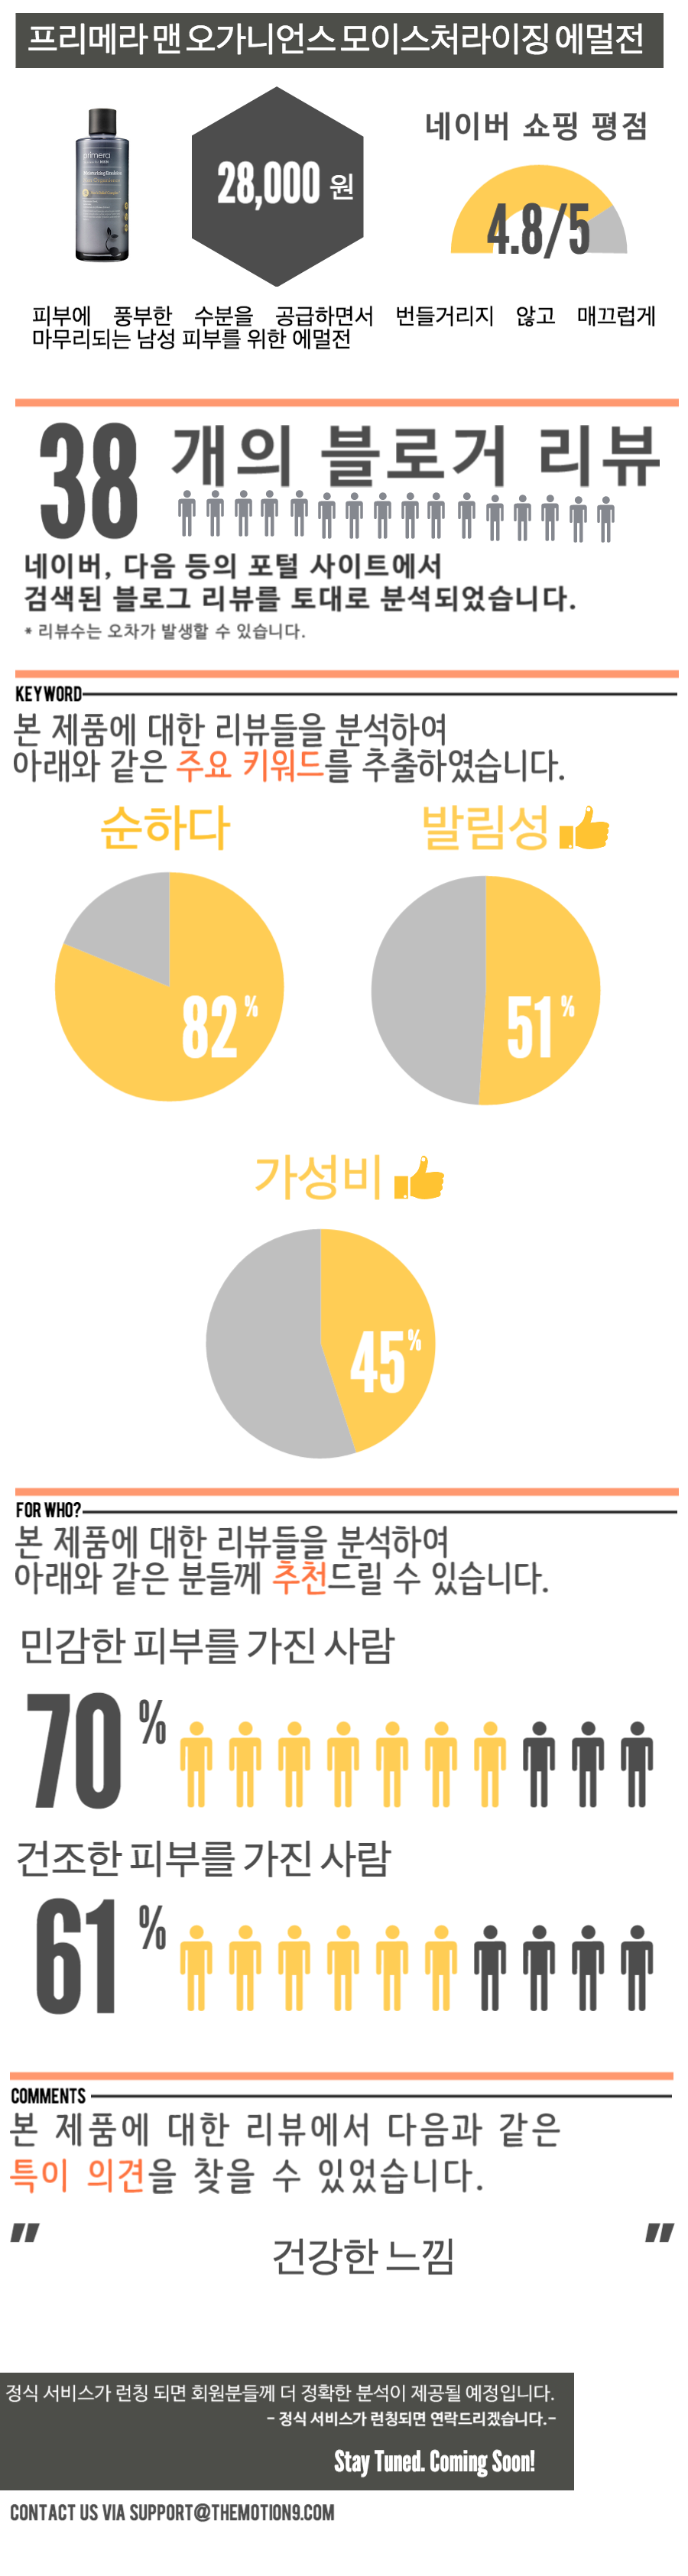 프리메라 맨 오가니언스 모이스처라이징 에멀전
primera
28,000 원
네이버 쇼핑 평점
4.8/5
피부에 풍부한 수분을 공급하면서 번들거리지 않고 매끄럽게
마무리되는 남성 피부를 위한 에멀전
38 개의 블로거 리뷰
네이버, 다음 등의 포털 사이트에서
검색된 블로그 리뷰를 토대로 분석되었습니다.
* 리뷰수는 오차가 발생할 수 있습니다.
KEYWORD
본 제품에 대한 리뷰들을 분석하여
아래와 같은 주요 키워드를 추출하였습니다.
순하다
발림성
82%
51%
가성비
45%
FOR WHO?
본 제품에 대한 리뷰들을 분석하여
아래와 같은 분들께 추천드릴 수 있습니다.
민감한 피부를 가진 사람
70%
건조한 피부를 가진 사람
61%
COMMENTS
본 제품에 대한 리뷰에서 다음과 같은
특이 의견을 찾을 수 있었습니다.
" 건강한 느낌 "
정식 서비스가 런칭 되면 회원분들께 더 정확한 분석이 제공될 예정입니다.
- 정식 서비스가 런칭되면 연락드리겠습니다.-
Stay Tuned. Coming Soon!
CONTACT US VIA SUPPORT@THEMOTION9.COM